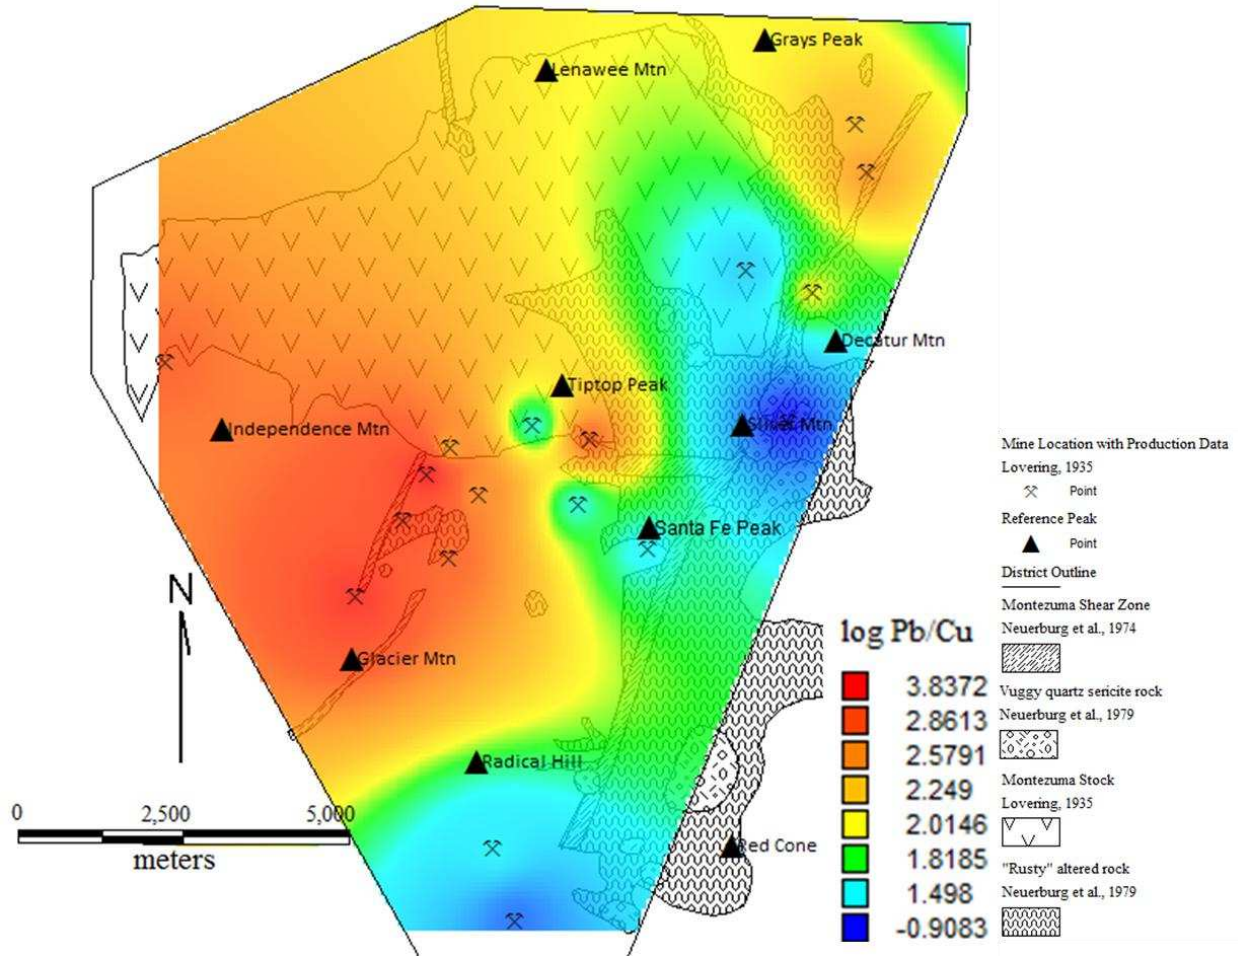 Grays Peak
Lenawee Mtn
Decatur Mtn
Tiptop Peak
Independence Mtn
Silver Mtn
Santa Fe Peak
N
Glacier Mtn
Radical Hill
Red Cone
0 2,500 5,000
meters
log Pb/Cu
3.8372
2.8613
2.5791
2.249
2.0146
1.8185
1.498
-0.9083
Mine Location with Production Data
Lovering, 1935
Point
Reference Peak
Point
District Outline
Montezuma Shear Zone
Neuerburg et al., 1974
Vuggy quartz sericite rock
Neuerburg et al., 1979
Montezuma Stock
Lovering, 1935
"Rusty" altered rock
Neuerburg et al., 1979